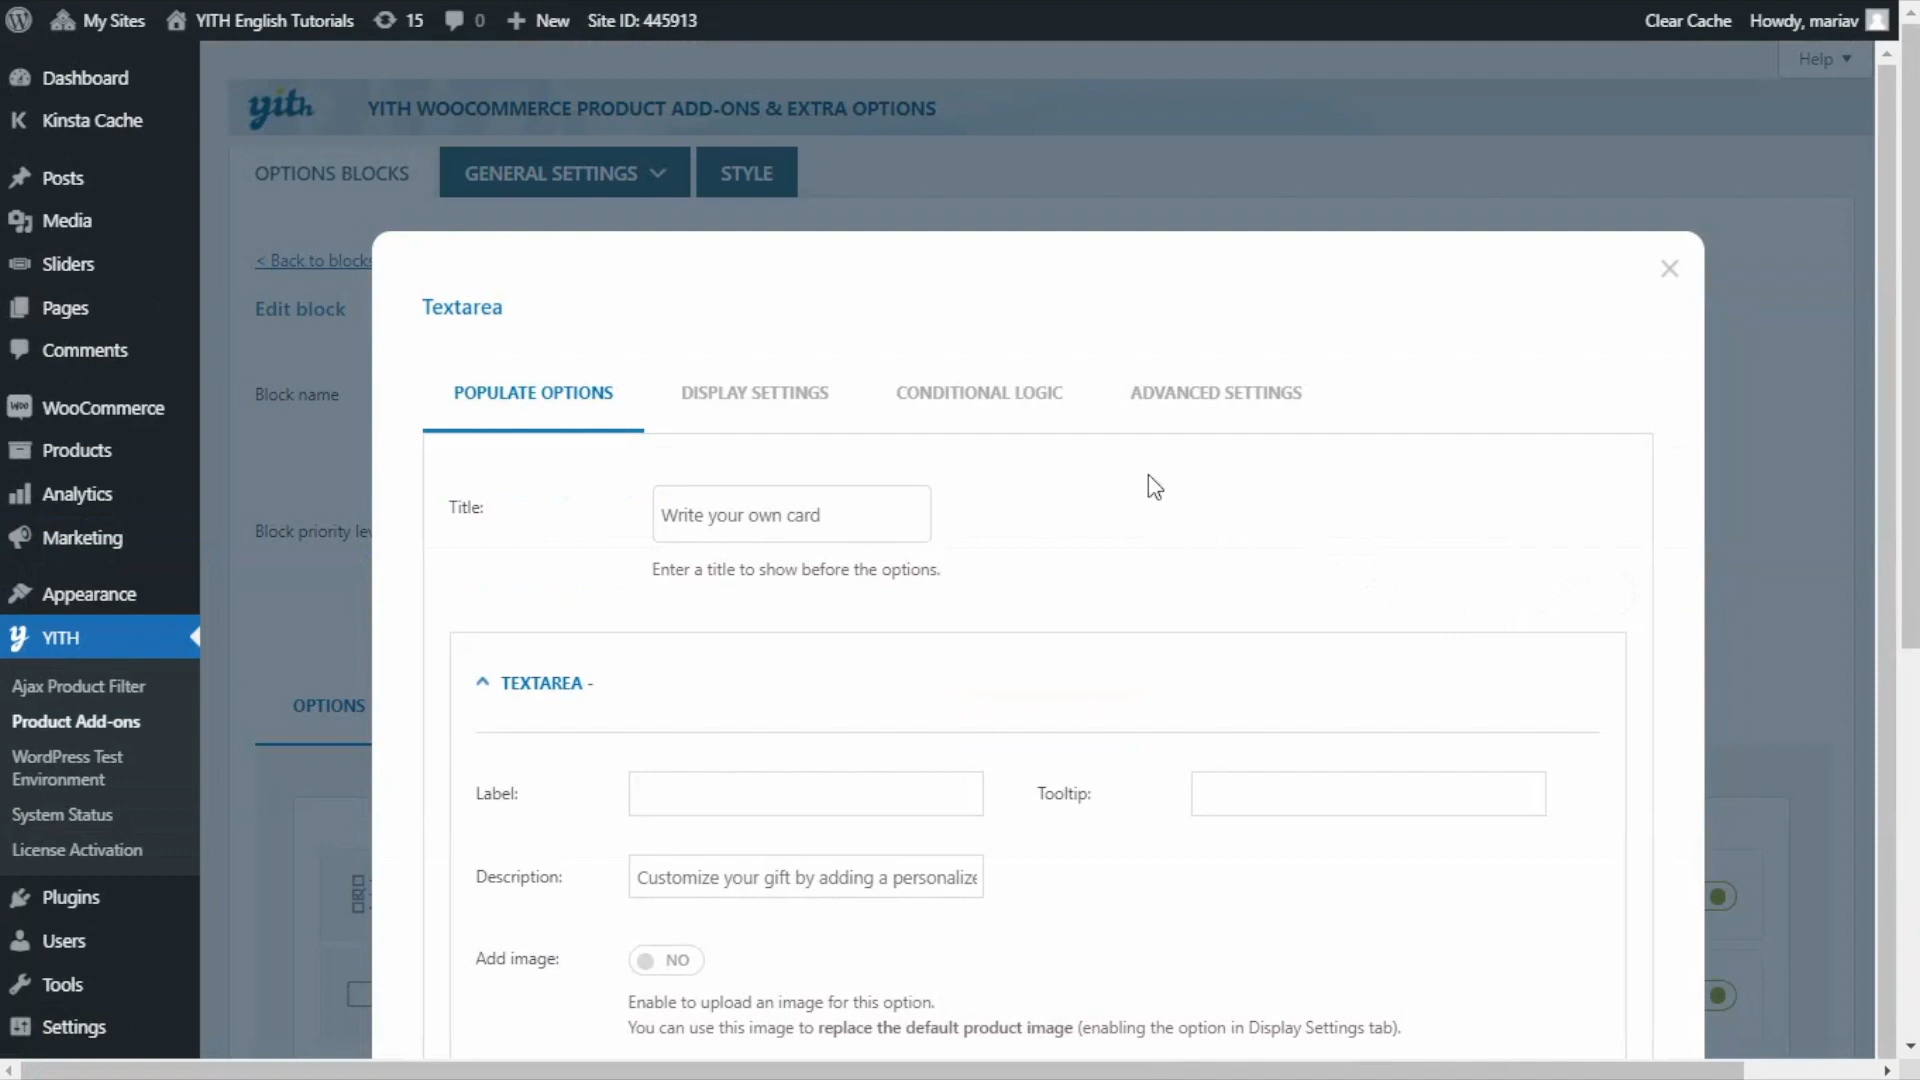 My Sites
YITH English Tutorials
15
0
New
Site ID: 445913
Clear Cache
Howdy, mariav
Help
Dashboard
Kinsta Cache
Posts
Media
Sliders
Pages
Comments
WooCommerce
Products
Analytics
Marketing
Appearance
YITH
Ajax Product Filter
Product Add-ons
WordPress Test
Environment
System Status
License Activation
Plugins
Users
Tools
Settings
yith
YITH WOOCOMMERCE PRODUCT ADD-ONS & EXTRA OPTIONS
OPTIONS BLOCKS
GENERAL SETTINGS
STYLE
< Back to blocks
Edit block
Block name
Block priority lev
OPTIONS
Textarea
POPULATE OPTIONS
DISPLAY SETTINGS
CONDITIONAL LOGIC
ADVANCED SETTINGS
Title:
Write your own card
Enter a title to show before the options.
TEXTAREA -
Label:
Tooltip:
Description:
Customize your gift by adding a personalize
Add image:
NO
Enable to upload an image for this option.
You can use this image to replace the default product image (enabling the option in Display Settings tab).